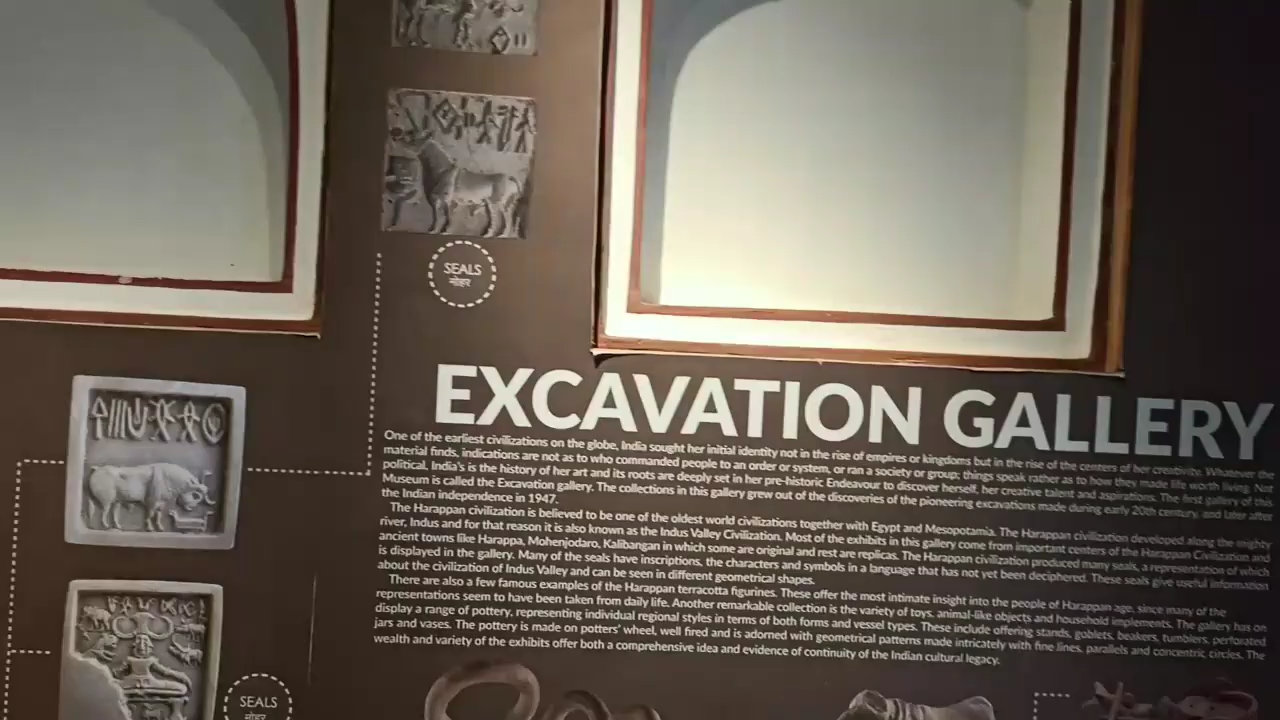 SEALS
मोहर
EXCAVATION GALLERY
One of the earliest civilizations on the globe, India sought her initial identity not in the rise of empires or kingdoms but in the rise of the centers of her creativity. Whatever the
material finds, indications are not as to who commanded people to an order or system, or ran a society or group; things speak rather as to how they made life worth living. Not
political, India's is the history of her art and its roots are deeply set in her pre-historic Endeavour to discover herself, her creative talent and aspirations. The first gallery of this
Museum is called the Excavation gallery. The collections in this gallery grew out of the discoveries of the pioneering excavations made during early 20th century, and later after
the Indian independence in 1947.
The Harappan civilization is believed to be one of the oldest world civilizations together with Egypt and Mesopotamia. The Harappan civilization developed along the mighty
river, Indus and for that reason it is also known as the Indus Valley Civilization. Most of the exhibits in this gallery come from important centers of the Harappan Civilization and
ancient towns like Harappa, Mohenjodaro, Kalibangan in which some are original and rest are replicas. The Harappan civilization produced many seals, a representation of which
is displayed in the gallery. Many of the seals have inscriptions, the characters and symbols in a language that has not yet been deciphered. These seals give useful information
about the civilization of Indus Valley and can be seen in different geometrical shapes.
There are also a few famous examples of the Harappan terracotta figurines. These offer the most intimate insight into the people of Harappan age, since many of the
representations seem to have been taken from daily life. Another remarkable collection is the variety of toys, animal-like objects and household implements. The gallery has on
display a range of pottery, representing individual regional styles in terms of both forms and vessel types. These include offering stands, goblets, beakers, tumblers, perforated
jars and vases. The pottery is made on potters' wheel, well fired and is adorned with geometrical patterns made intricately with fine lines, parallels and concentric circles. The
wealth and variety of the exhibits offer both a comprehensive idea and evidence of continuity of the Indian cultural legacy.
SEALS
मोहर